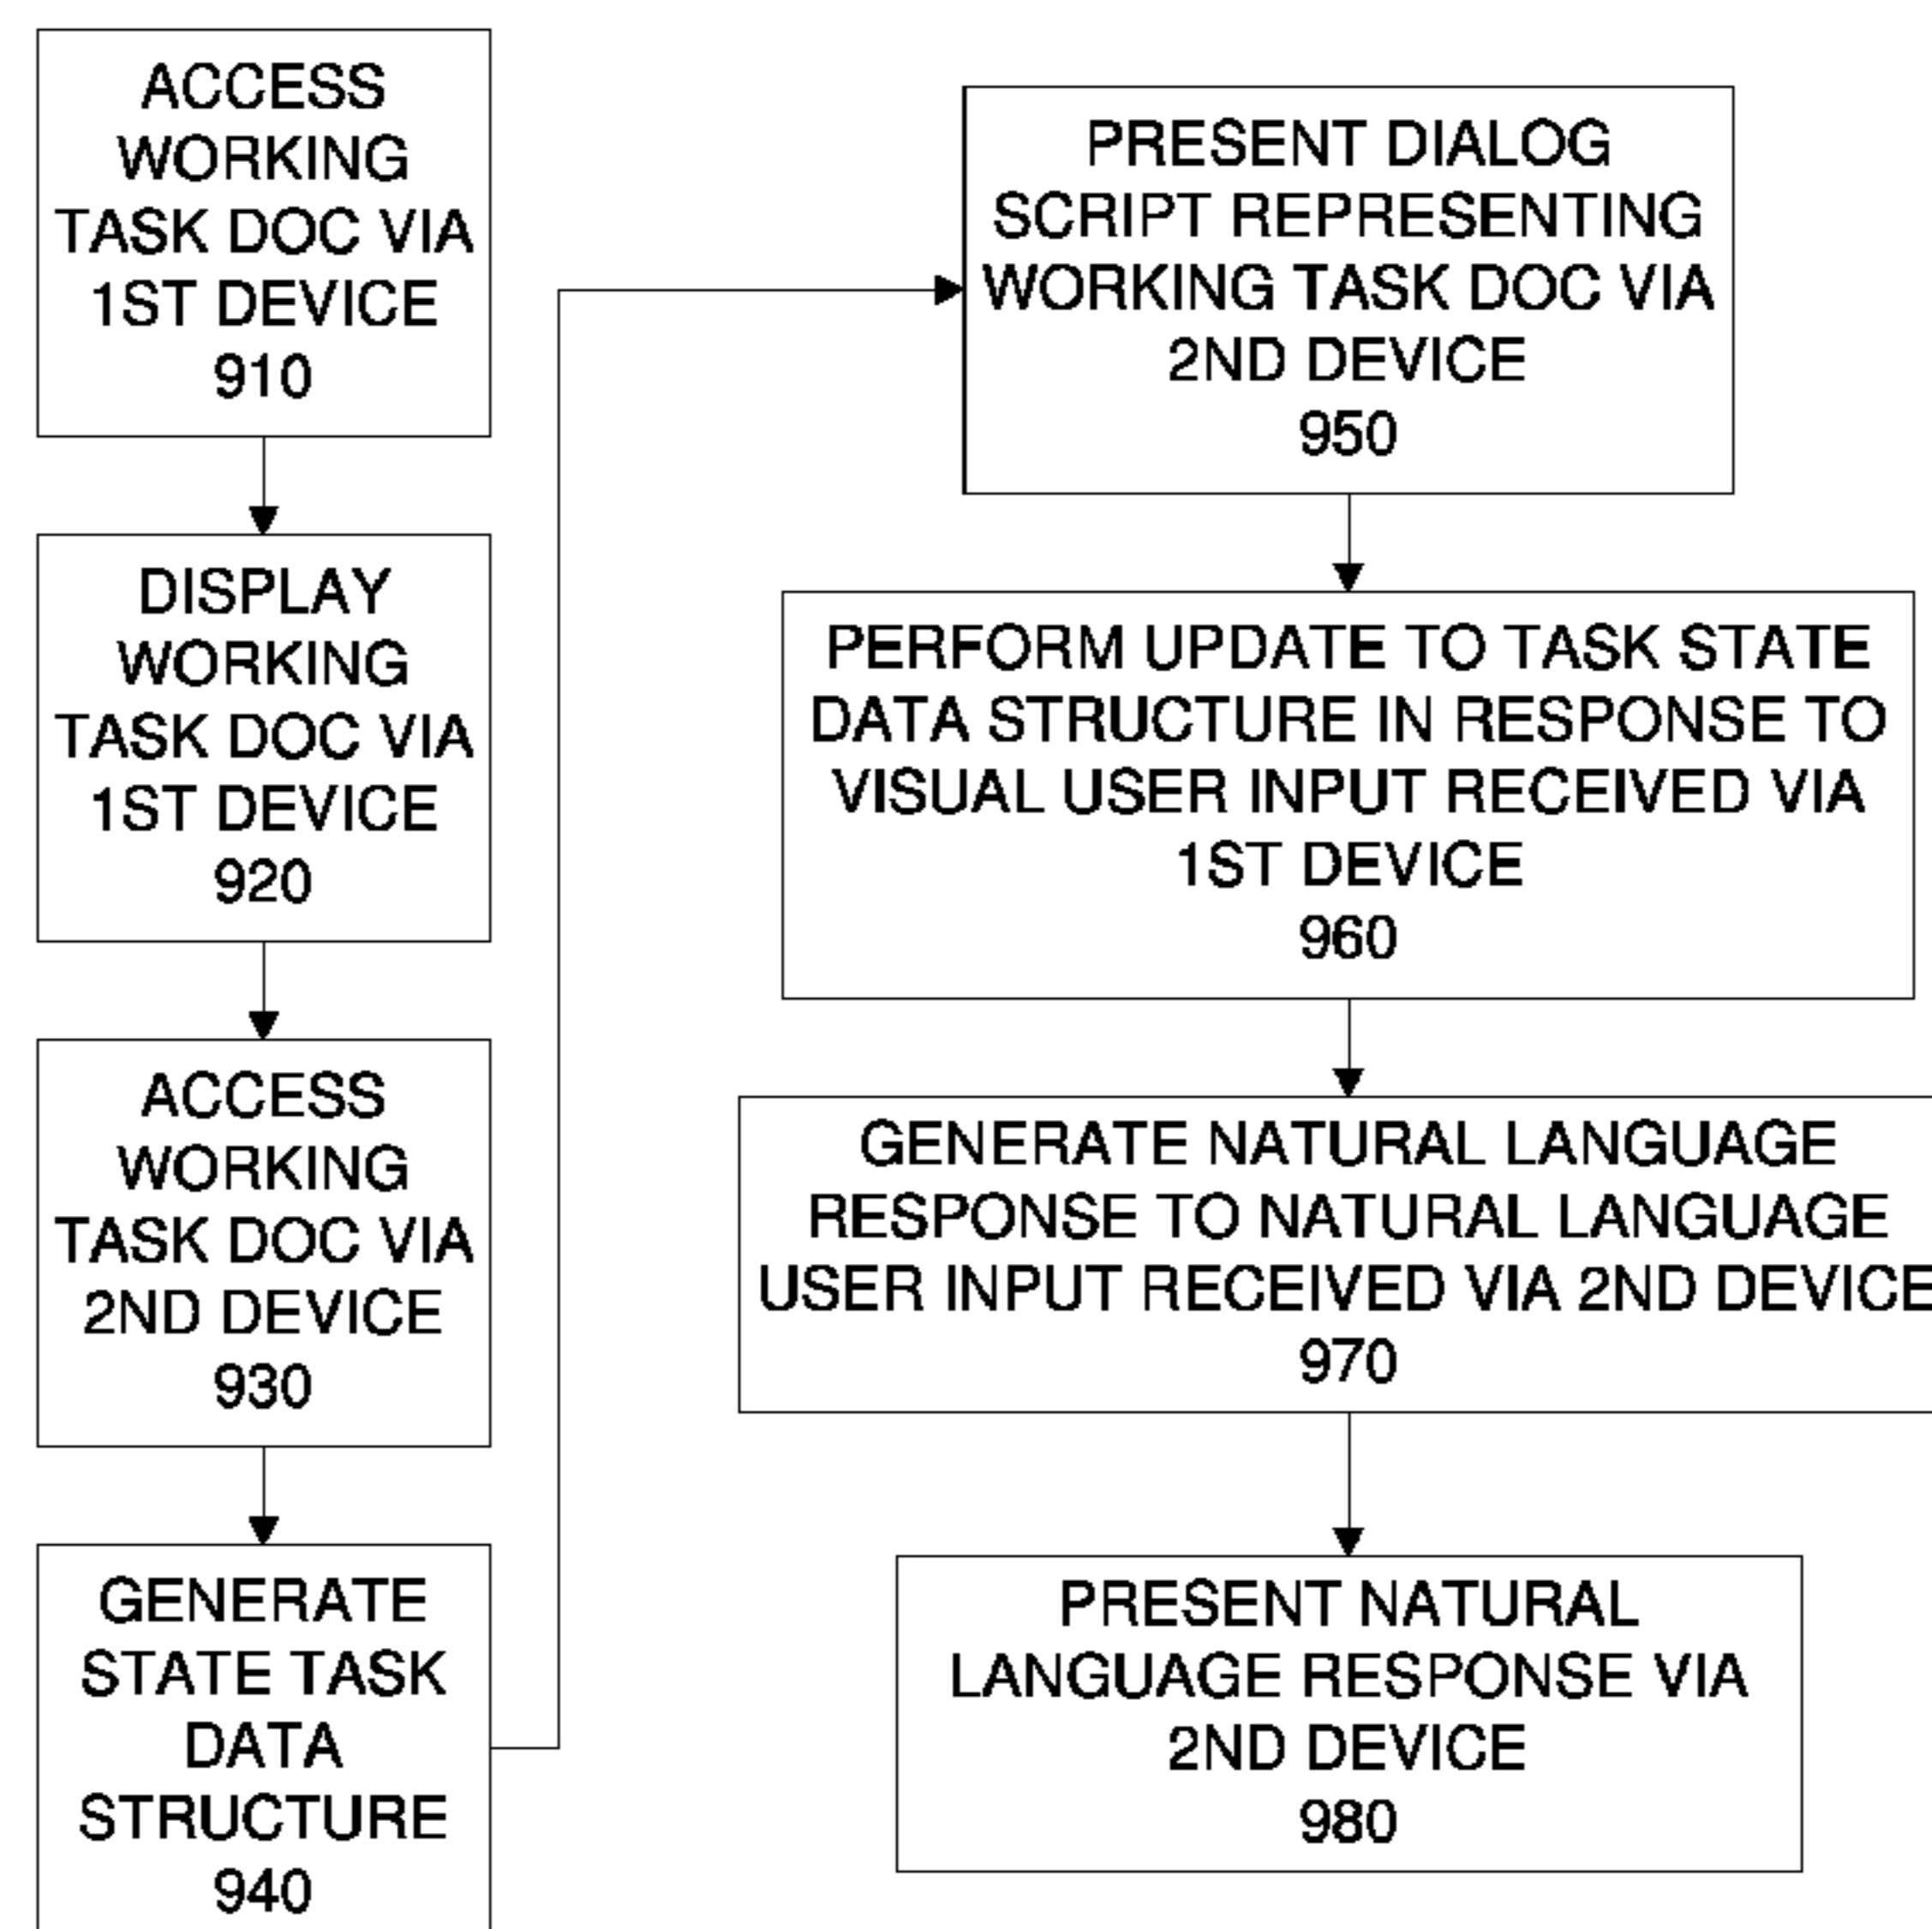 ACCESS
WORKING
TASK DOC VIA
1ST DEVICE
910
DISPLAY
WORKING
TASK DOC VIA
1ST DEVICE
920
ACCESS
WORKING
TASK DOC VIA
2ND DEVICE
930
GENERATE
STATE TASK
DATA
STRUCTURE
940
PRESENT DIALOG
SCRIPT REPRESENTING
WORKING TASK DOC VIA
2ND DEVICE
950
PERFORM UPDATE TO TASK STATE
DATA STRUCTURE IN RESPONSE TO
VISUAL USER INPUT RECEIVED VIA
1ST DEVICE
960
GENERATE NATURAL LANGUAGE
RESPONSE TO NATURAL LANGUAGE
USER INPUT RECEIVED VIA 2ND DEVICE
970
PRESENT NATURAL
LANGUAGE RESPONSE VIA
2ND DEVICE
980